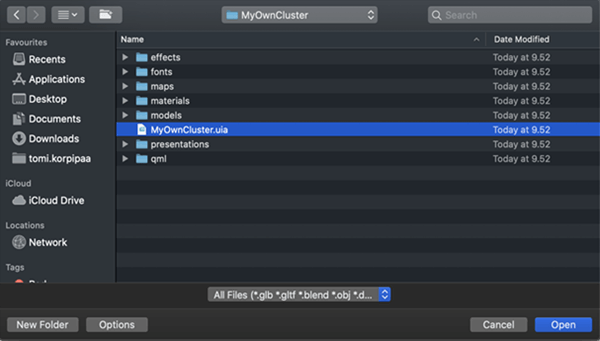 MyOwnCluster
Search
Favourites
Recents
Applications
Desktop
Documents
Downloads
tomi.korpipaa
iCloud
iCloud Drive
Locations
Network
Tags
Name Date Modified
effects Today at 9.52
fonts Today at 9.52
maps Today at 9.52
materials Today at 9.52
models Today at 9.52
MyOwnCluster.uia Today at 9.52
presentations Today at 9.52
qml Today at 9.52
All Files (*.glb *.gltf *.blend *.obj *.d...
New Folder Options Cancel Open